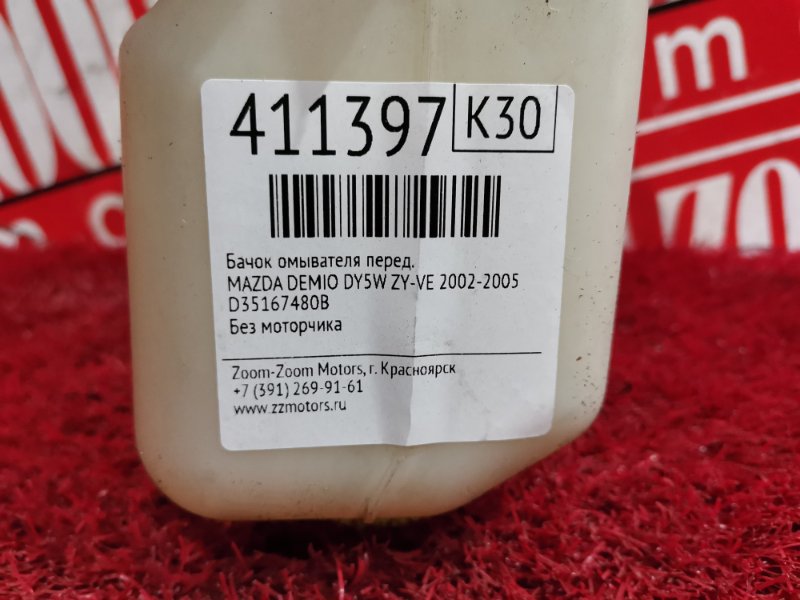 411397 K30
Бачок омывателя перед.
MAZDA DEMIO DY5W ZY-VE 2002-2005
D35167480B
Без моторчика
Zoom-Zoom Motors, г. Красноярск
+7 (391) 269-91-61
www.zzmotors.ru